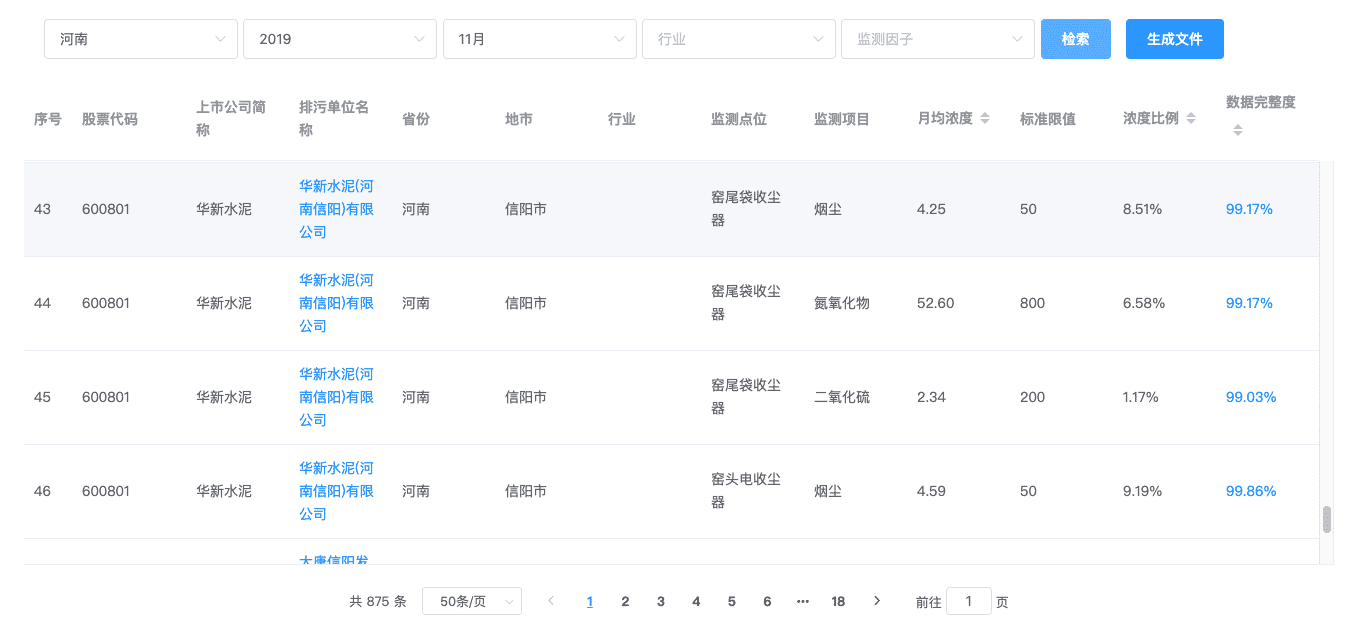 河南 2019 11月 行业 监测因子 检索 生成文件
序号 股票代码 上市公司简称 排污单位名称 省份 地市 行业 监测点位 监测项目 月均浓度 标准限值 浓度比例 数据完整度
43 600801 华新水泥 华新水泥(河南信阳)有限公司 河南 信阳市 窑尾袋收尘器 烟尘 4.25 50 8.51% 99.17%
44 600801 华新水泥 华新水泥(河南信阳)有限公司 河南 信阳市 窑尾袋收尘器 氮氧化物 52.60 800 6.58% 99.17%
45 600801 华新水泥 华新水泥(河南信阳)有限公司 河南 信阳市 窑尾袋收尘器 二氧化硫 2.34 200 1.17% 99.03%
46 600801 华新水泥 华新水泥(河南信阳)有限公司 河南 信阳市 窑头电收尘器 烟尘 4.59 50 9.19% 99.86%
大唐信阳发
共 875 条 50条/页 1 2 3 4 5 6 ··· 18 前往 1 页